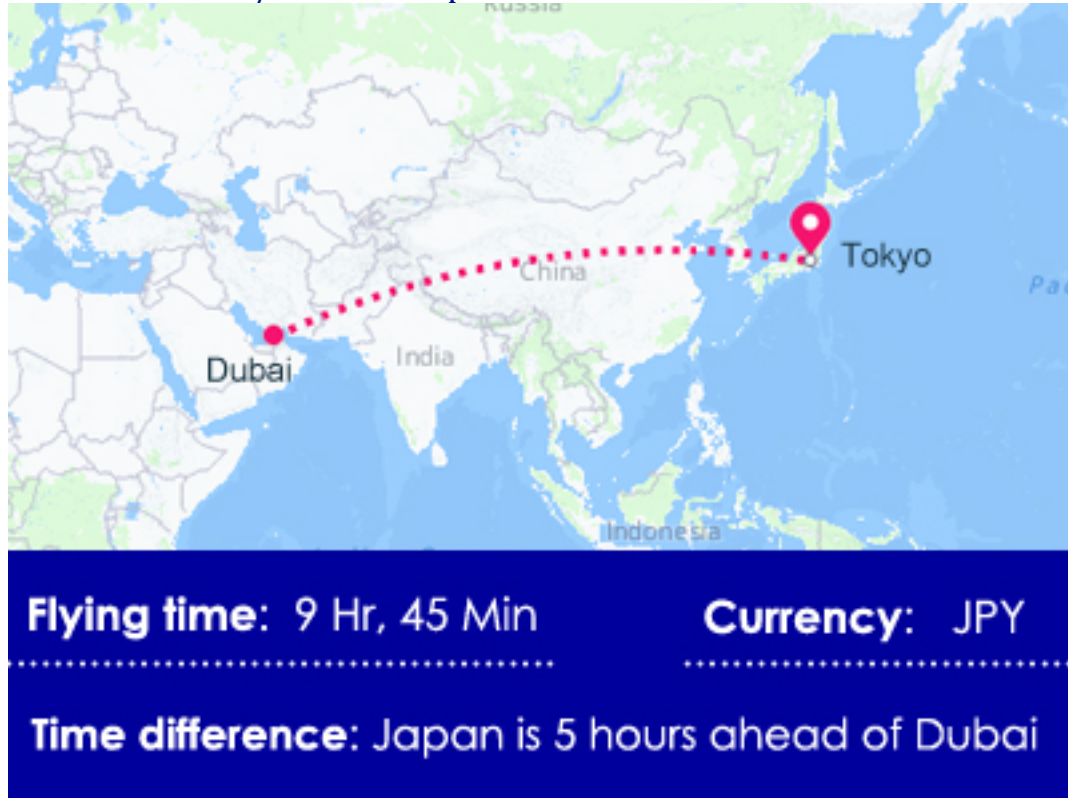 Russia
Tokyo
China
Dubai
India
Indonesia
Flying time: 9 Hr, 45 Min
Currency: JPY
Time difference: Japan is 5 hours ahead of Dubai